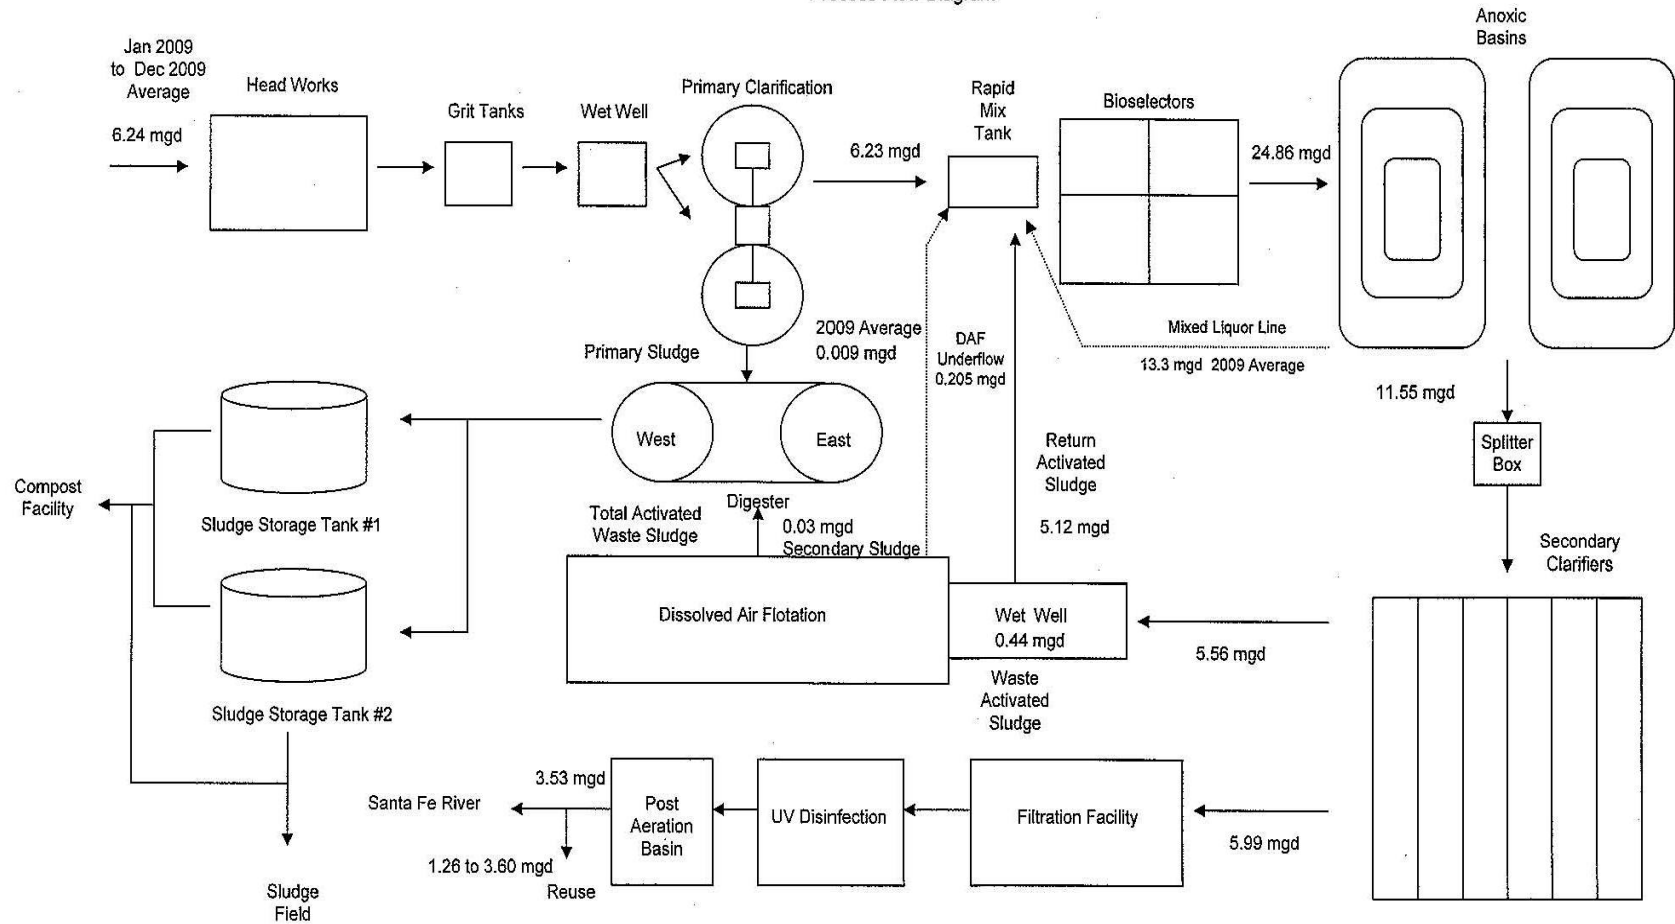 Anoxic
Basins
Jan 2009
to Dec 2009
Average
6.24 mgd
Head Works
Grit Tanks
Wet Well
Primary Clarification
6.23 mgd
Rapid
Mix
Tank
Bioselectors
24.86 mgd
2009 Average
0.009 mgd
Primary Sludge
DAF
Underflow
0.205 mgd
Mixed Liquor Line
13.3 mgd 2009 Average
11.55 mgd
Splitter
Box
West
East
Digester
Return
Activated
Sludge
5.12 mgd
Compost
Facility
Sludge Storage Tank #1
Total Activated
Waste Sludge
0.03 mgd
Secondary Sludge
Secondary
Clarifiers
Dissolved Air Flotation
Wet Well
0.44 mgd
5.56 mgd
Waste
Activated
Sludge
Sludge Storage Tank #2
3.53 mgd
Santa Fe River
1.26 to 3.60 mgd
Reuse
Post
Aeration
Basin
UV Disinfection
Filtration Facility
5.99 mgd
Sludge
Field